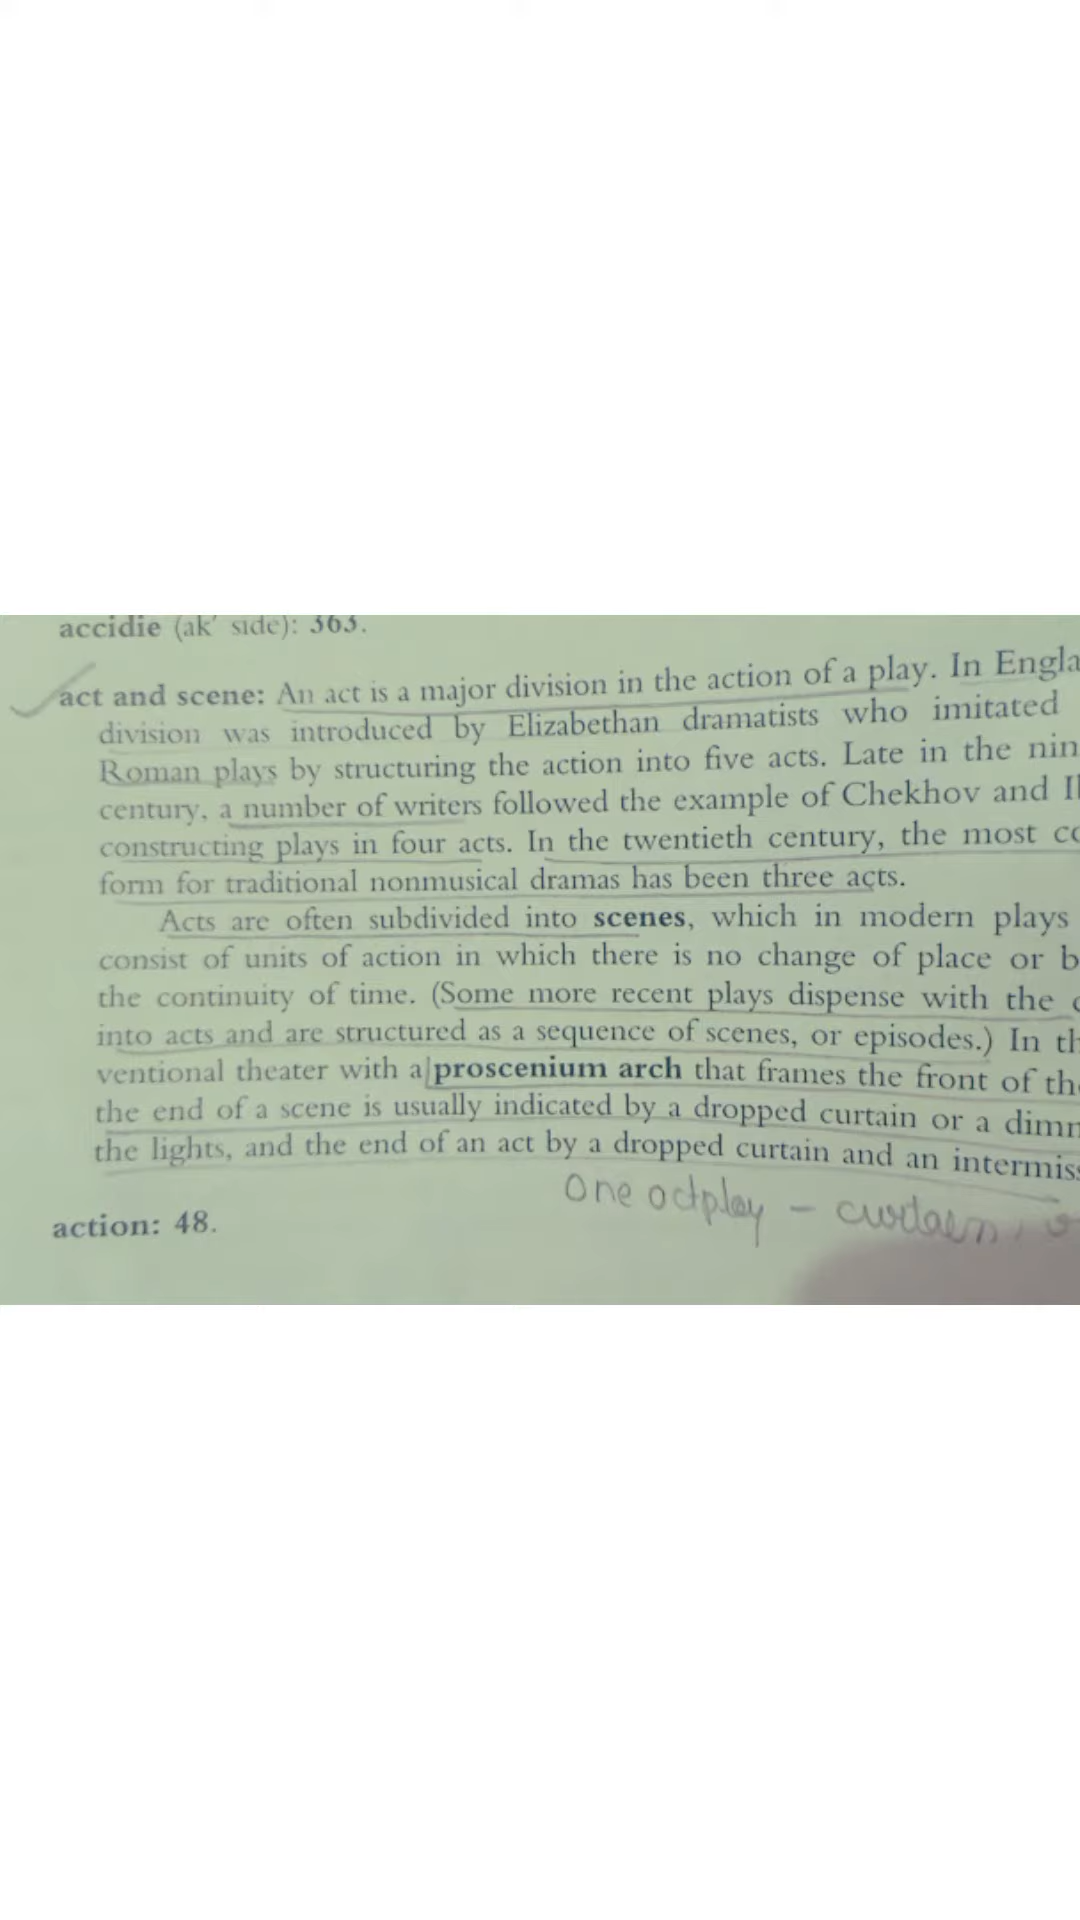 accidie (ak' side): 363.
act and scene: An act is a major division in the action of a play. In Engla
division was introduced by Elizabethan dramatists who imitated
Roman plays by structuring the action into five acts. Late in the nin
century, a number of writers followed the example of Chekhov and I
constructing plays in four acts. In the twentieth century, the most co
form for traditional nonmusical dramas has been three acts.
Acts are often subdivided into scenes, which in modern plays
consist of units of action in which there is no change of place or b
the continuity of time. (Some more recent plays dispense with the
into acts and are structured as a sequence of scenes, or episodes.) In th
ventional theater with a proscenium arch that frames the front of the
the end of a scene is usually indicated by a dropped curtain or a dimm
the lights, and the end of an act by a dropped curtain and an intermiss
One actplay -
action: 48.